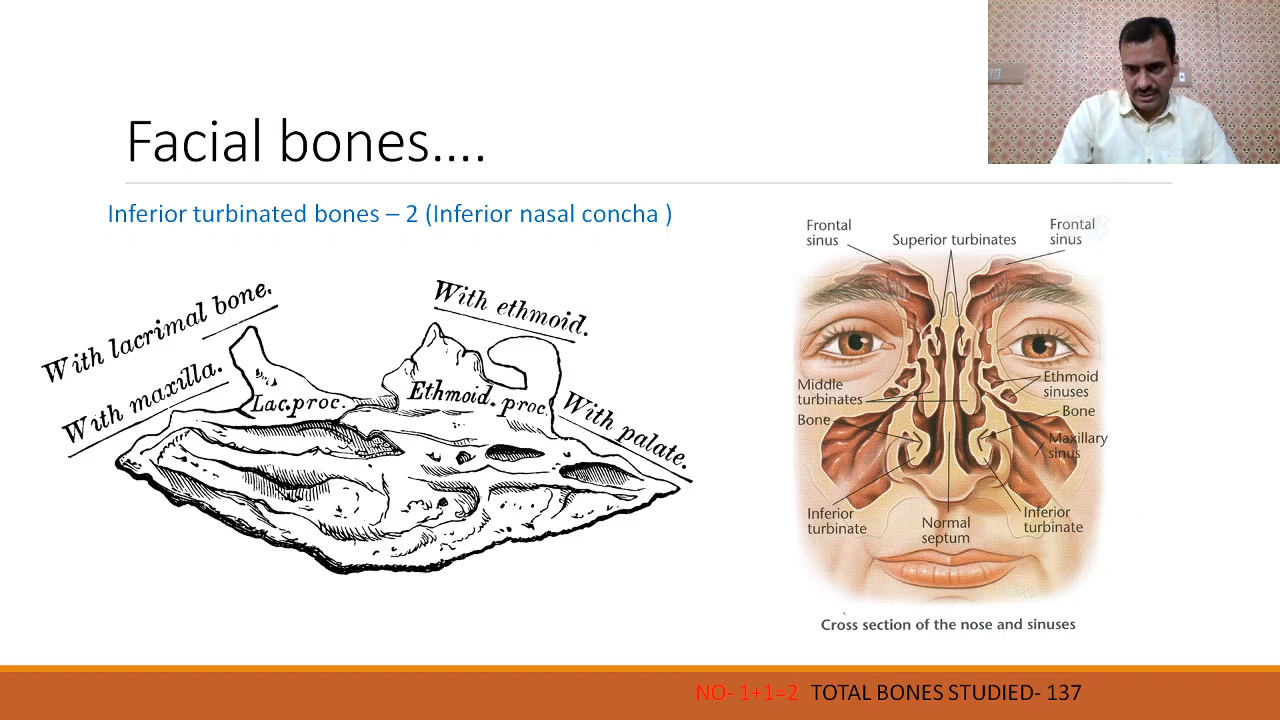 Facial bones....
Inferior turbinated bones – 2 (Inferior nasal concha )
With lacrimal bone.
With maxilla.
Lac.proc.
With ethmoid.
Ethmoid. proc.
With palate.
Frontal
sinus
Superior turbinates
Frontal
sinus
Middle
turbinates
Bone
Ethmoid
sinuses
Bone
Maxillary
sinus
Inferior
turbinate
Normal
septum
Inferior
turbinate
Cross section of the nose and sinuses
NO- 1+1=2 TOTAL BONES STUDIED- 137